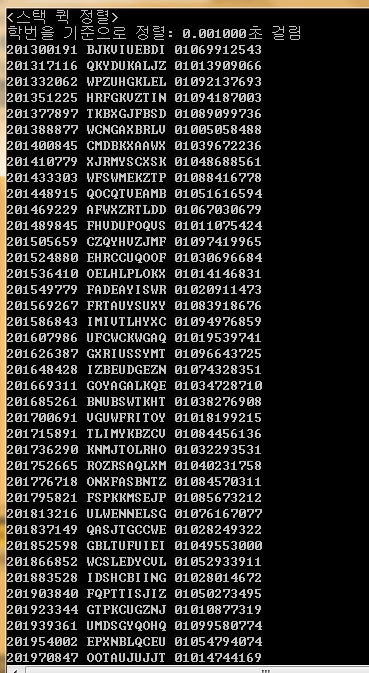 <스택 퀵 정렬>
학번을 기준으로 정렬: 0.001000초 걸림
201300191 BJKUIUEBDI 01069912543
201317116 QKYDUKALJZ 01013909066
201332062 WPZUHGKLEL 01092137693
201351225 HRFGKVZTIN 01094187003
201377897 TKBXGJFBSD 01089099736
201388877 WCNGAXBRLV 01005058488
201400845 CMDBKXAAWX 01039672236
201410779 XJRMYSCXSK 01048688561
201433303 WFSWMEKZTP 01088416778
201448915 QOCQTVEAMB 01051616594
201469229 AFWXZRTLDD 01067030679
201489845 FHVDUPOQVS 01011075424
201505659 CZQYHVZJMF 01097419965
201524880 EHRCCUQOOF 01030696684
201536410 OELHLPLOKX 01014146831
201549779 FADEAYISWR 01020911473
201569267 FRTAUYSUXY 01083918676
201586843 IMIVTLHYXC 01094976859
201607986 UFCWCKWGAQ 01019539741
201626387 GXRIUSSYMT 01096643725
201648428 IZBEUDGEZN 01074328351
201669311 GOYAGALKQE 01034728710
201685261 BNUBSWTKHT 01038276908
201700691 VGUWFRITOY 01018199215
201715891 TLIMYKBZCV 01084456136
201736290 KNMJTOLRHO 01032293531
201752665 ROZRSAQLXM 01040231758
201776718 ONXFASBNTZ 01084570311
201795821 FSPKKMSEJP 01085673212
201813216 ULWENNELSG 01076167077
201837149 QASJTGCCWE 01028249322
201852598 GBLTUFUIEI 01049553000
201866852 WCSLEDYCVL 01052933911
201883528 IDSHCBIING 01028014672
201903840 FQPTTISJIZ 01050273495
201923344 GTPKCUGZNJ 01010877319
201939361 UMDSGYQOHQ 01099580774
201954002 EPXNBLQCEU 01054794074
201970847 OOTAUJUJJT 01014744169